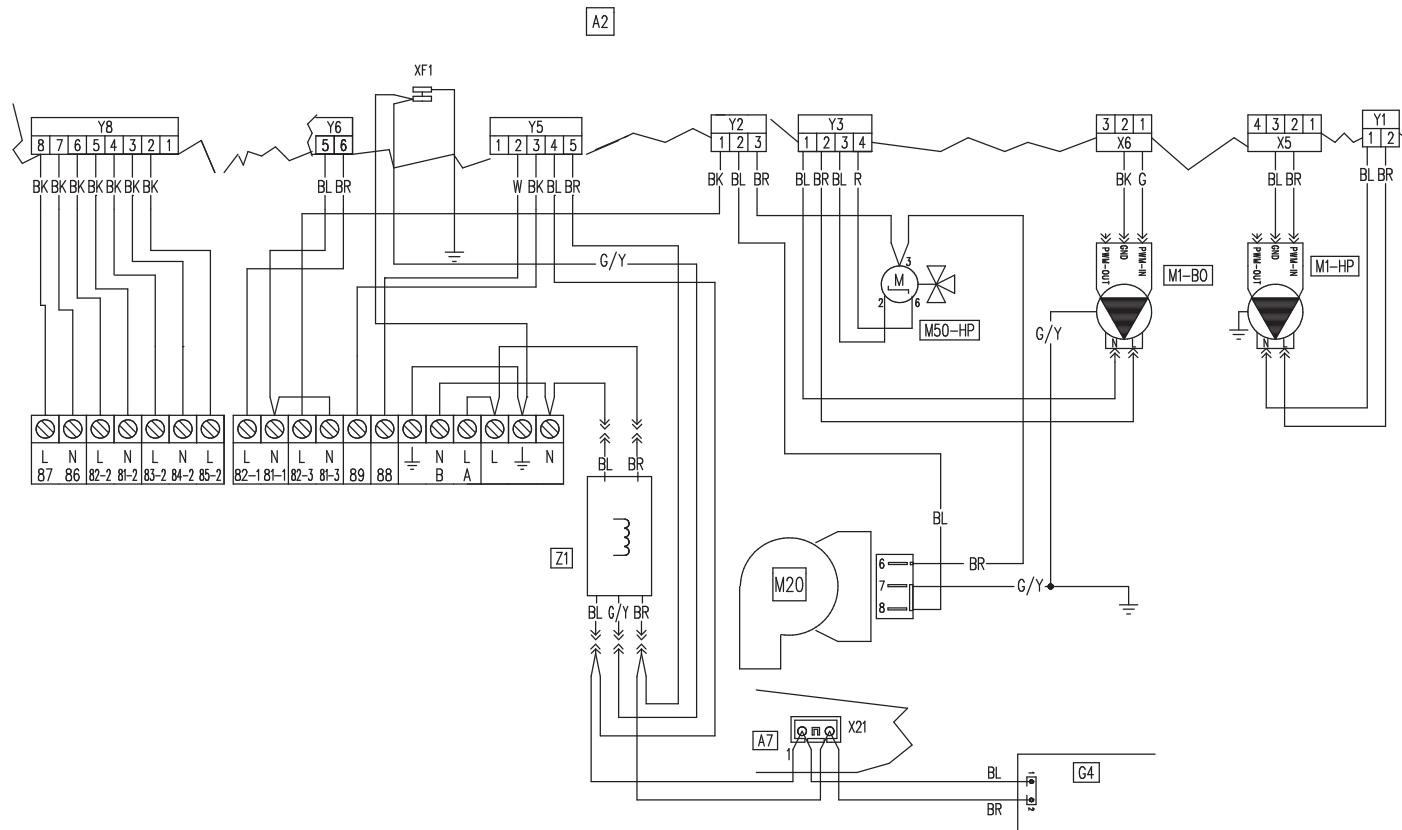 A2
XF1
Y8
8 7 6 5 4 3 2 1
BK BK BK BK BK BK BK
Y6
5 6
BL BR
Y5
1 2 3 4 5
W BK BL BR
Y2
1 2 3
BK BL BR
Y3
1 2 3 4
BL BR BL R
3 2 1
X6
BK G
4 3 2 1
X5
BL BR
Y1
1 2
BL BR
G/Y
3
M
2 6
M50-HP
PWM-OUT GND PWM-IN
M1-BO
N L
G/Y
PWM-OUT GND PWM-IN
M1-HP
N L
L N L N L N L
87 86 82-2 81-2 83-2 84-2 85-2
L N L N N L L N
82-1 81-1 82-3 81-3 89 88 B A
BL BR
Z1
BL G/Y BR
BL
M20
6 BR
7 G/Y
8
X21
A7
1
G4
BL 1
BR 2